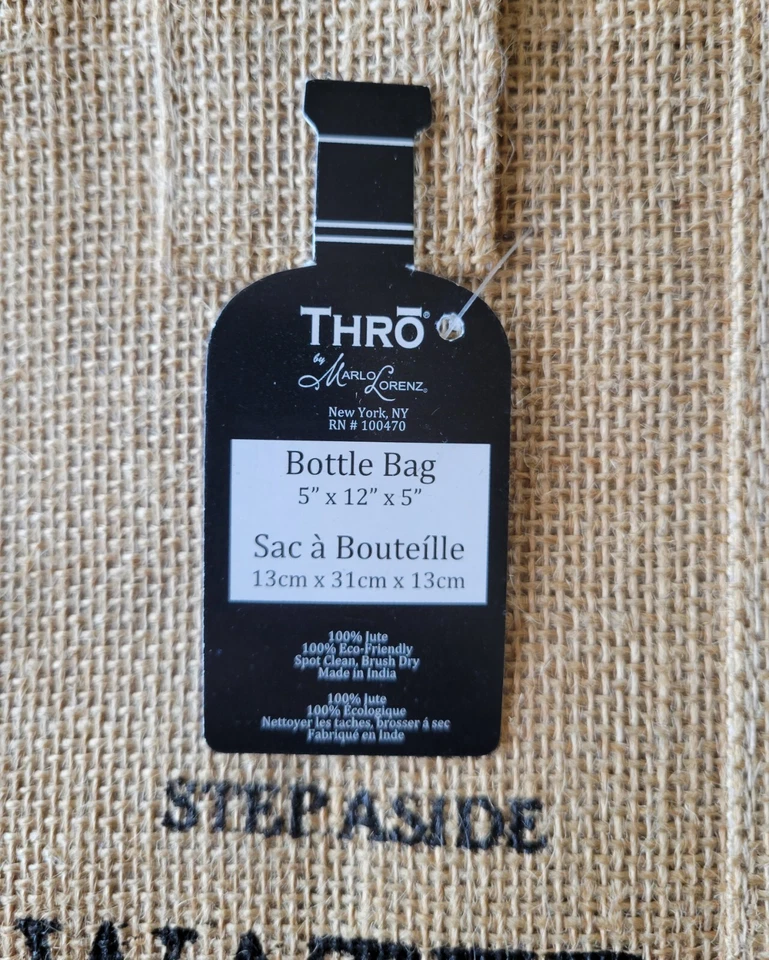 THRŌ®
by MARLO LORENZ®
New York, NY
RN # 100470
Bottle Bag
5” x 12” x 5”
Sac à Bouteílle
13cm x 31cm x 13cm
100% Jute
100% Eco-Friendly
Spot Clean, Brush Dry
Made in India
100% Jute
100% Écologique
Nettoyer les taches, brosser á sec
Fabriqué en Inde
STEP ASIDE